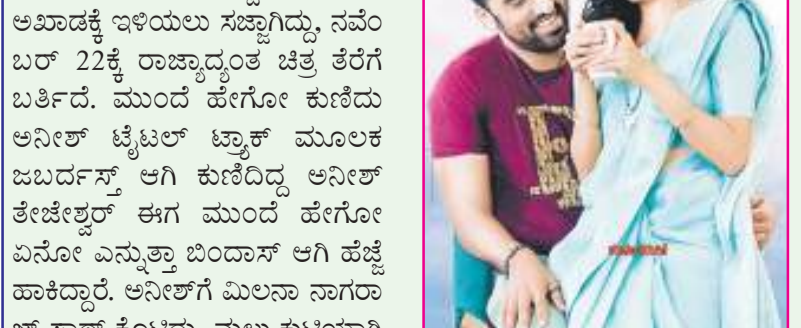 ಅಖಾಡಕ್ಕೆ ಇಳಿಯಲು ಸಜ್ಜಾಗಿದ್ದು, ನವೆಂ
ಬರ್ 22ಕ್ಕೆ ರಾಜ್ಯಾದ್ಯಂತ ಚಿತ್ರ ತೆರೆಗೆ
ಬರ್ತಿದೆ. ಮುಂದೆ ಹೇಗೋ ಕುಣಿದು
ಅನೀಶ್ ಟೈಟಲ್ ಟ್ರ್ಯಾಕ್ ಮೂಲಕ
ಜಬರ್ದಸ್ತ್ ಆಗಿ ಕುಣಿದಿದ್ದ ಅನೀಶ್
ತೇಜೇಶ್ವರ್ ಈಗ ಮುಂದೆ ಹೇಗೋ
ಏನೋ ಎನ್ನುತ್ತಾ ಬಿಂದಾಸ್ ಆಗಿ ಹೆಜ್ಜೆ
ಹಾಕಿದ್ದಾರೆ. ಅನೀಶ್‌ಗೆ ಮಿಲನಾ ನಾಗರಾ